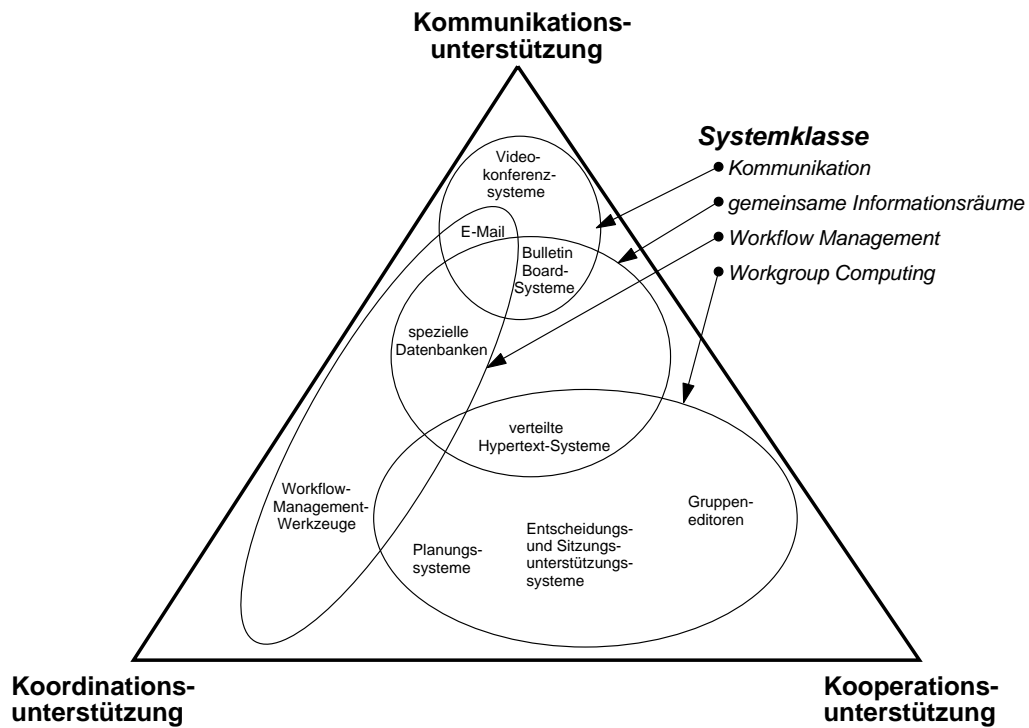 Kommunikations-
unterstützung
Systemklasse
Kommunikation
gemeinsame Informationsräume
Workflow Management
Workgroup Computing
Video-
konferenz-
systeme
E-Mail
Bulletin
Board-
Systeme
spezielle
Datenbanken
verteilte
Hypertext-Systeme
Workflow-
Management-
Werkzeuge
Planungs-
systeme
Entscheidungs-
und Sitzungs-
unterstützungs-
systeme
Gruppen-
editoren
Koordinations-
unterstützung
Kooperations-
unterstützung